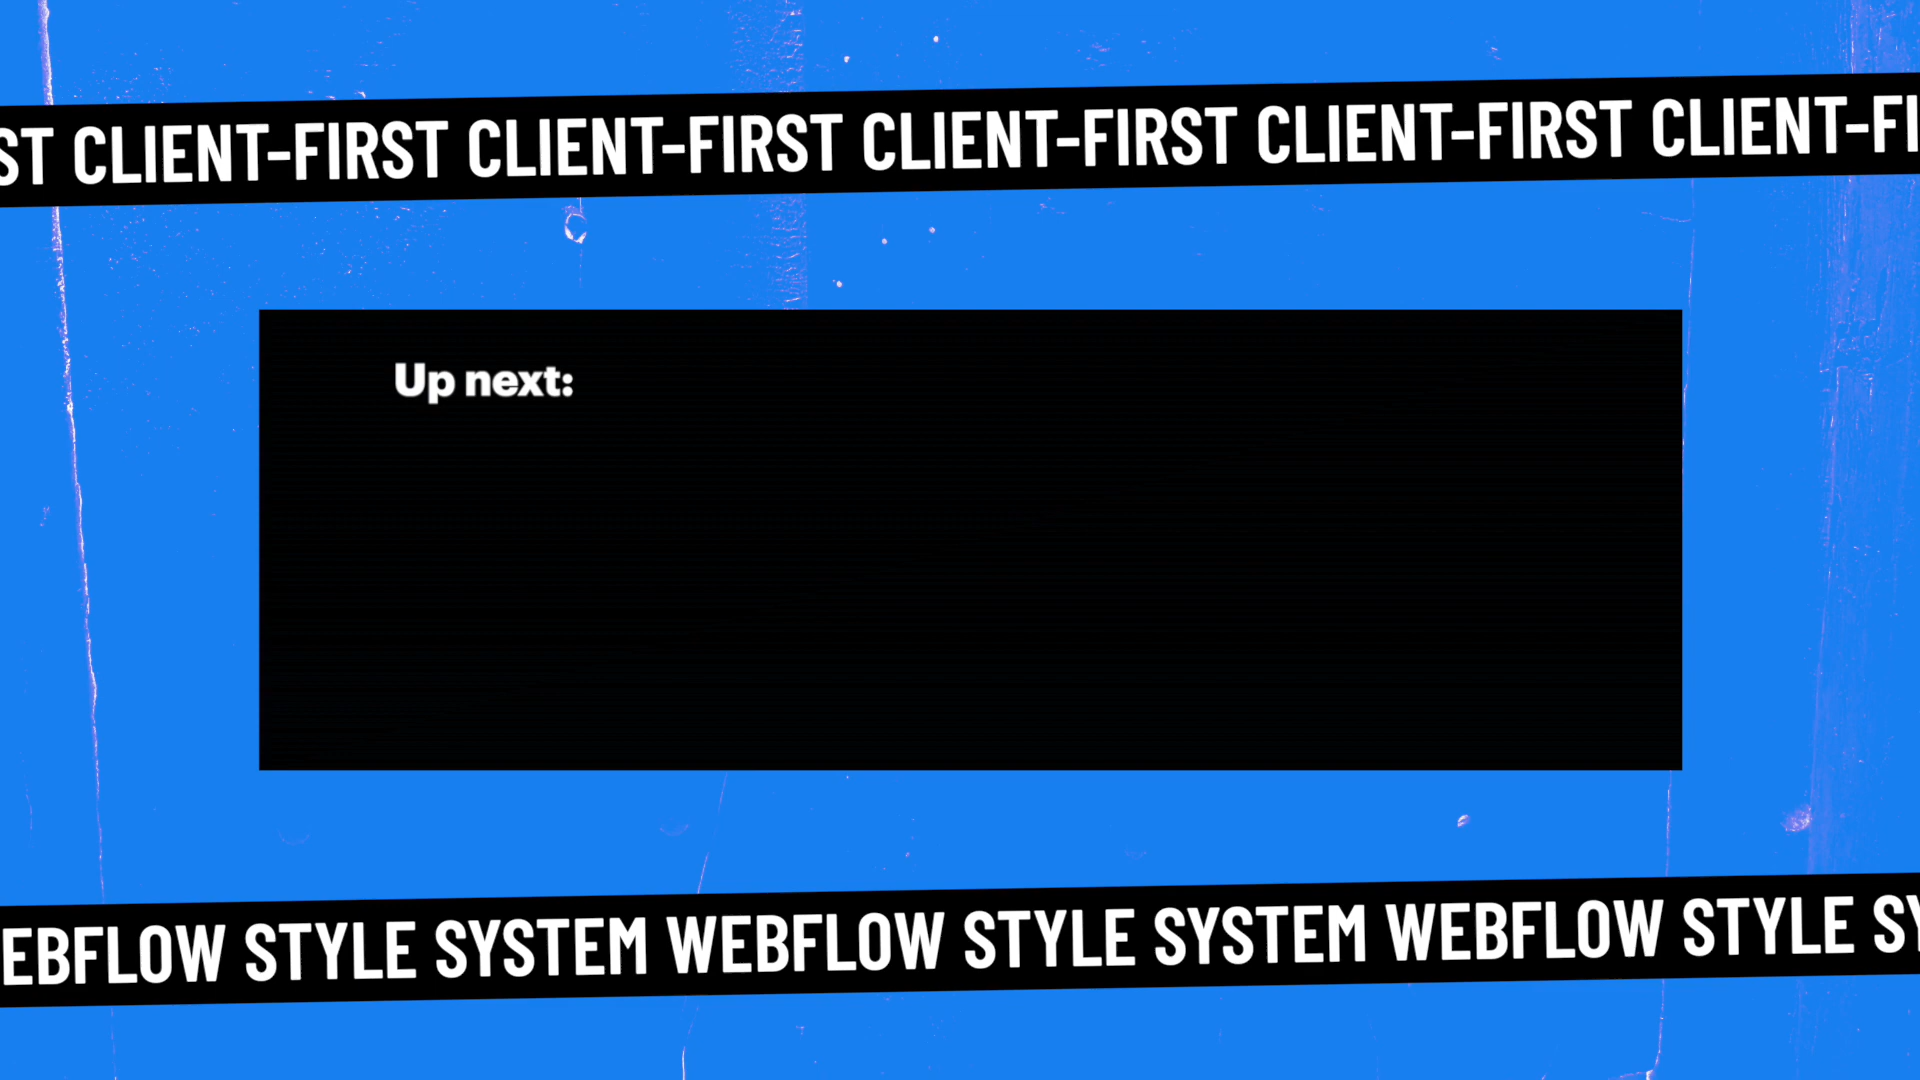 ST CLIENT-FIRST CLIENT-FIRST CLIENT-FIRST CLIENT-FIRST CLIENT-FI
Up next:
EBFLOW STYLE SYSTEM WEBFLOW STYLE SYSTEM WEBFLOW STYLE SY